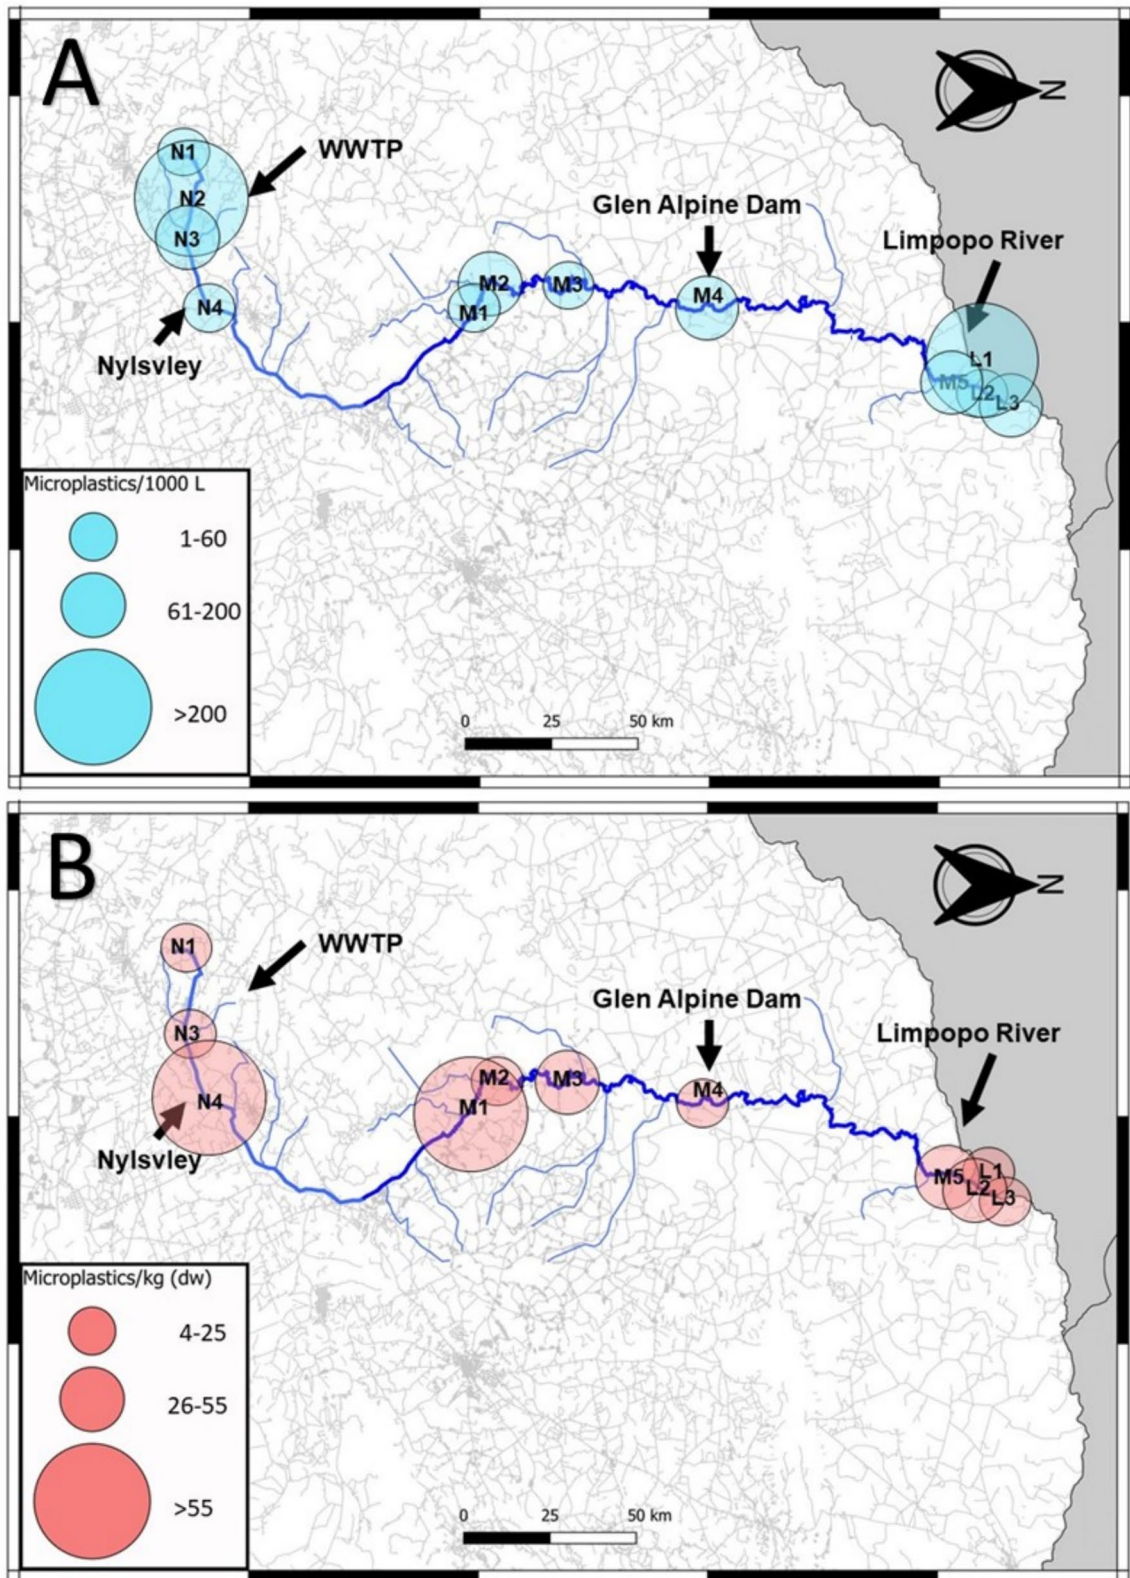 A
N
N1
WWTP
N2
Glen Alpine Dam
N3
Limpopo River
M2
M3
M4
N4
M1
L1
Nylsvley
M5
L2
L3
Microplastics/1000 L
1-60
61-200
>200
0 25 50 km
B
N
N1
WWTP
Glen Alpine Dam
N3
Limpopo River
M2
M3
M4
N4
M1
Nylsvley
L1
M5
L2
L3
Microplastics/kg (dw)
4-25
26-55
>55
0 25 50 km